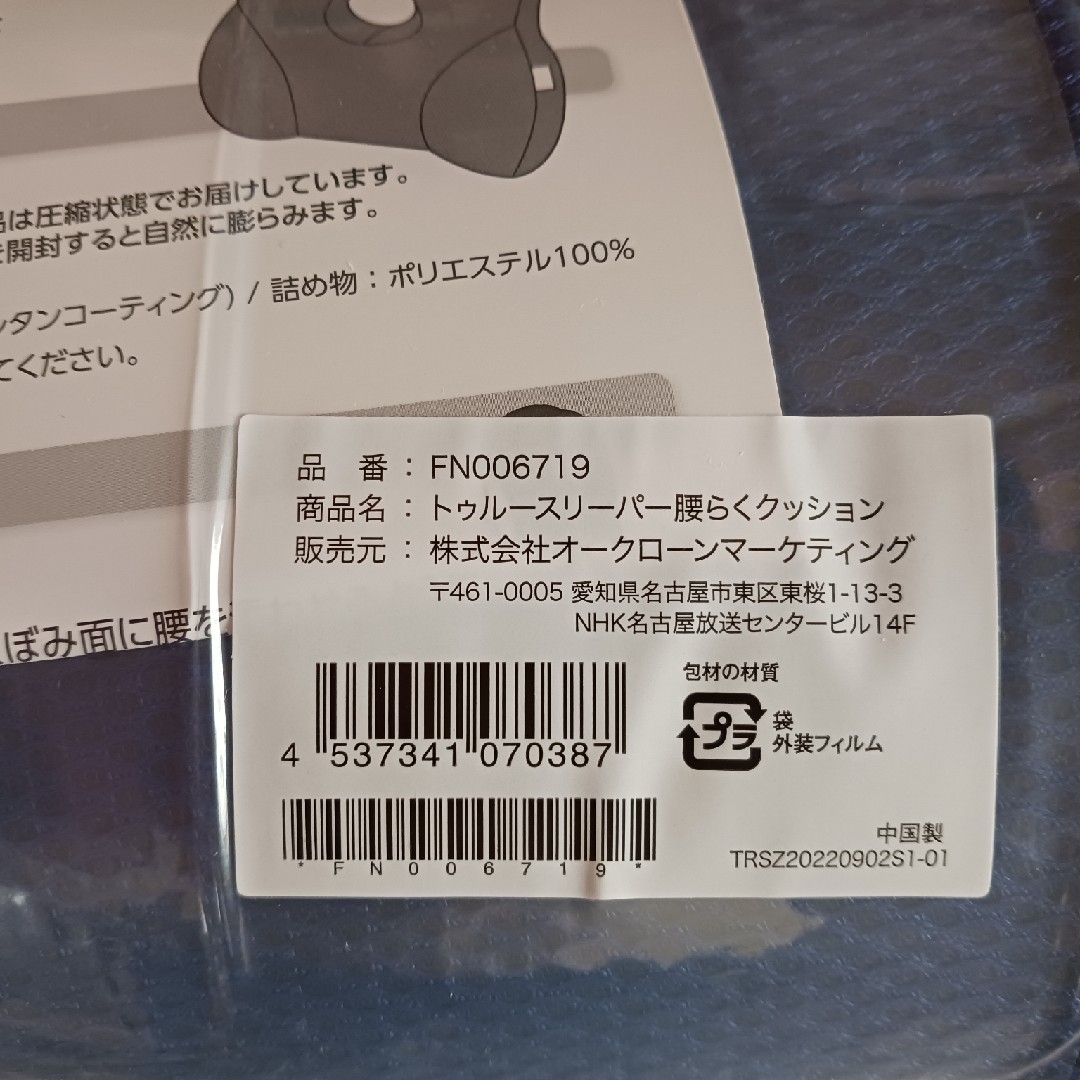 は圧縮状態でお届けしています。
開封すると自然に膨らみます。
タンコーティング) / 詰め物：ポリエステル100%
てください。
ぼみ面に腰を
品　番：FN006719
商品名：トゥルースリーパー腰らくクッション
販売元：株式会社オークローンマーケティング
〒461-0005 愛知県名古屋市東区東桜1-13-3
NHK名古屋放送センタービル14F
4 537341 070387
*FN006719*
包材の材質
プラ
袋
外装フィルム
中国製
TRSZ20220902S1-01